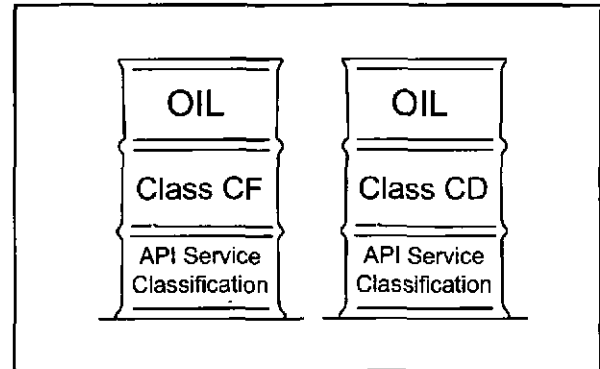 OIL
Class CF
API Service
Classification
OIL
Class CD
API Service
Classification